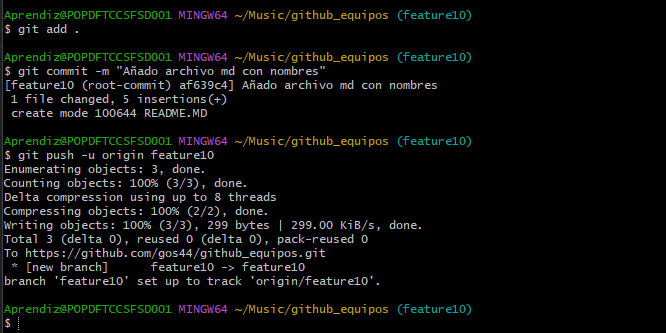 Aprendiz@POPDFTCCSFSD001 MINGW64 ~/Music/github_equipos (feature10)
$ git add .
Aprendiz@POPDFTCCSFSD001 MINGW64 ~/Music/github_equipos (feature10)
$ git commit -m "Añado archivo md con nombres"
[feature10 (root-commit) af639c4] Añado archivo md con nombres
 1 file changed, 5 insertions(+)
 create mode 100644 README.MD
Aprendiz@POPDFTCCSFSD001 MINGW64 ~/Music/github_equipos (feature10)
$ git push -u origin feature10
Enumerating objects: 3, done.
Counting objects: 100% (3/3), done.
Delta compression using up to 8 threads
Compressing objects: 100% (2/2), done.
Writing objects: 100% (3/3), 299 bytes | 299.00 KiB/s, done.
Total 3 (delta 0), reused 0 (delta 0), pack-reused 0
To https://github.com/gos44/github_equipos.git
 * [new branch]      feature10 -> feature10
branch 'feature10' set up to track 'origin/feature10'.
Aprendiz@POPDFTCCSFSD001 MINGW64 ~/Music/github_equipos (feature10)
$